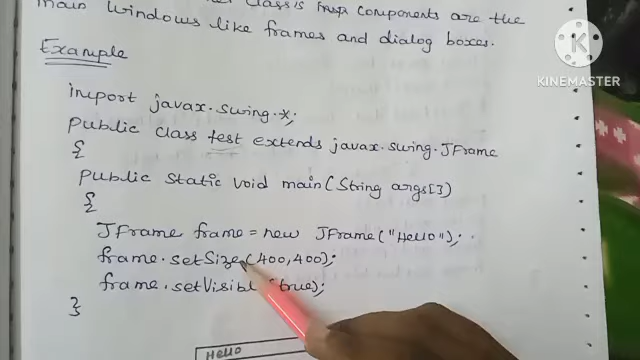 main windows like frames and dialog boxes.
Example
import javax.swing.*;
public class test extends javax.swing.JFrame
{
public static void main(String args[])
{
JFrame frame = new JFrame("Hello");
frame.setSize(400,400);
frame.setVisibl (true);
}
Hello
KINEMASTER